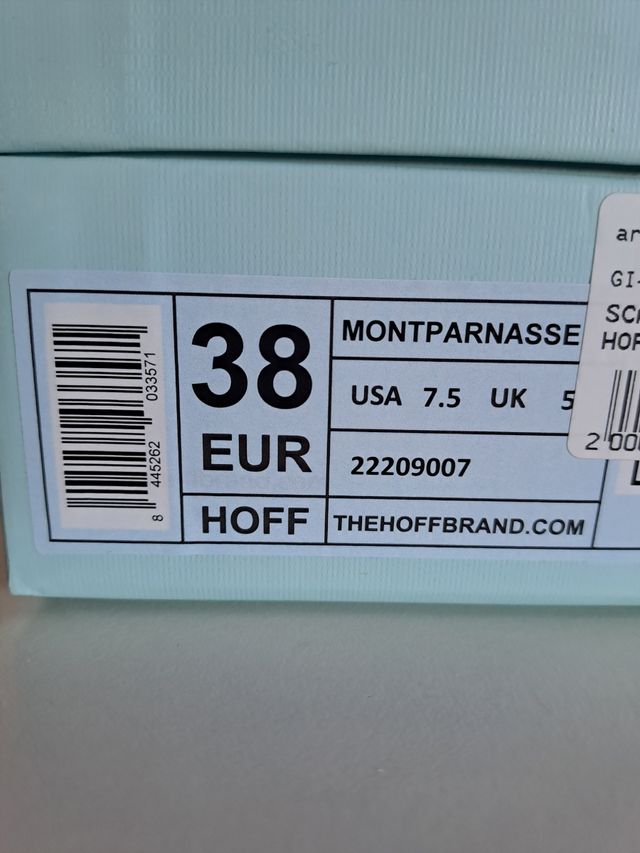 8 445262 033571
38
EUR
HOFF
MONTPARNASSE
USA 7.5 UK 5
22209007
THEHOFFBRAND.COM